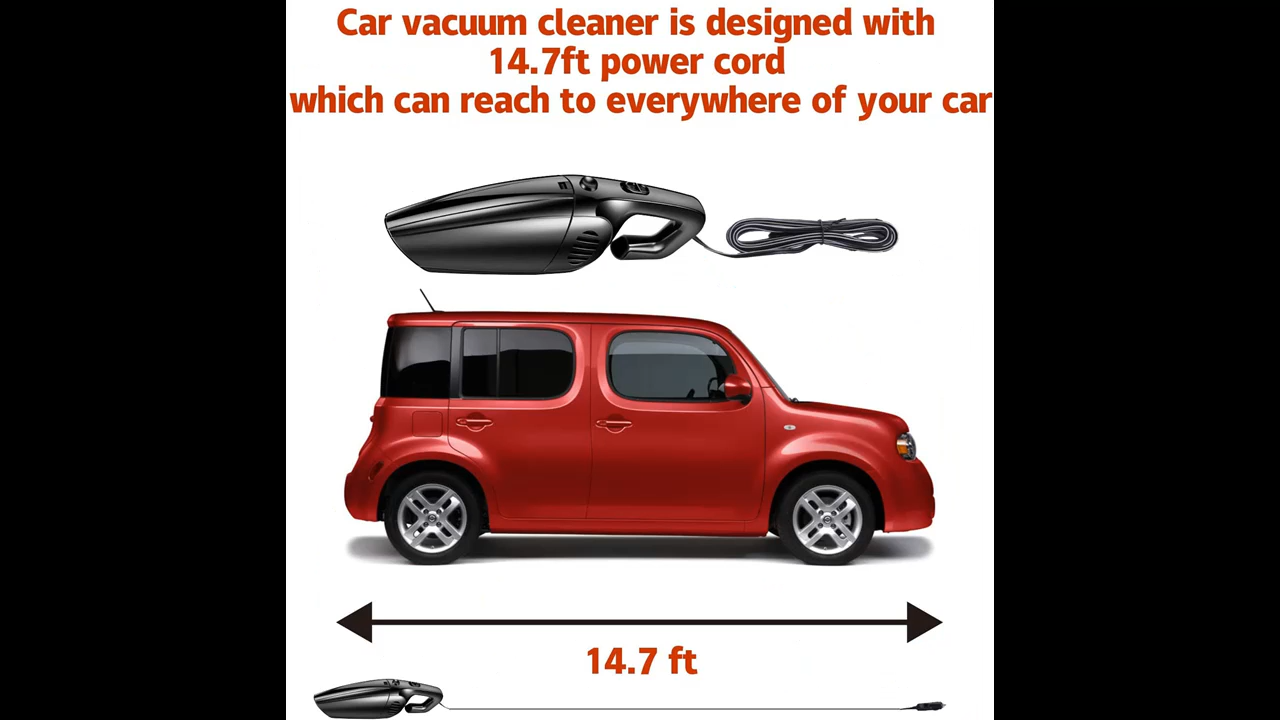 Car vacuum cleaner is designed with
14.7ft power cord
which can reach to everywhere of your car
14.7 ft